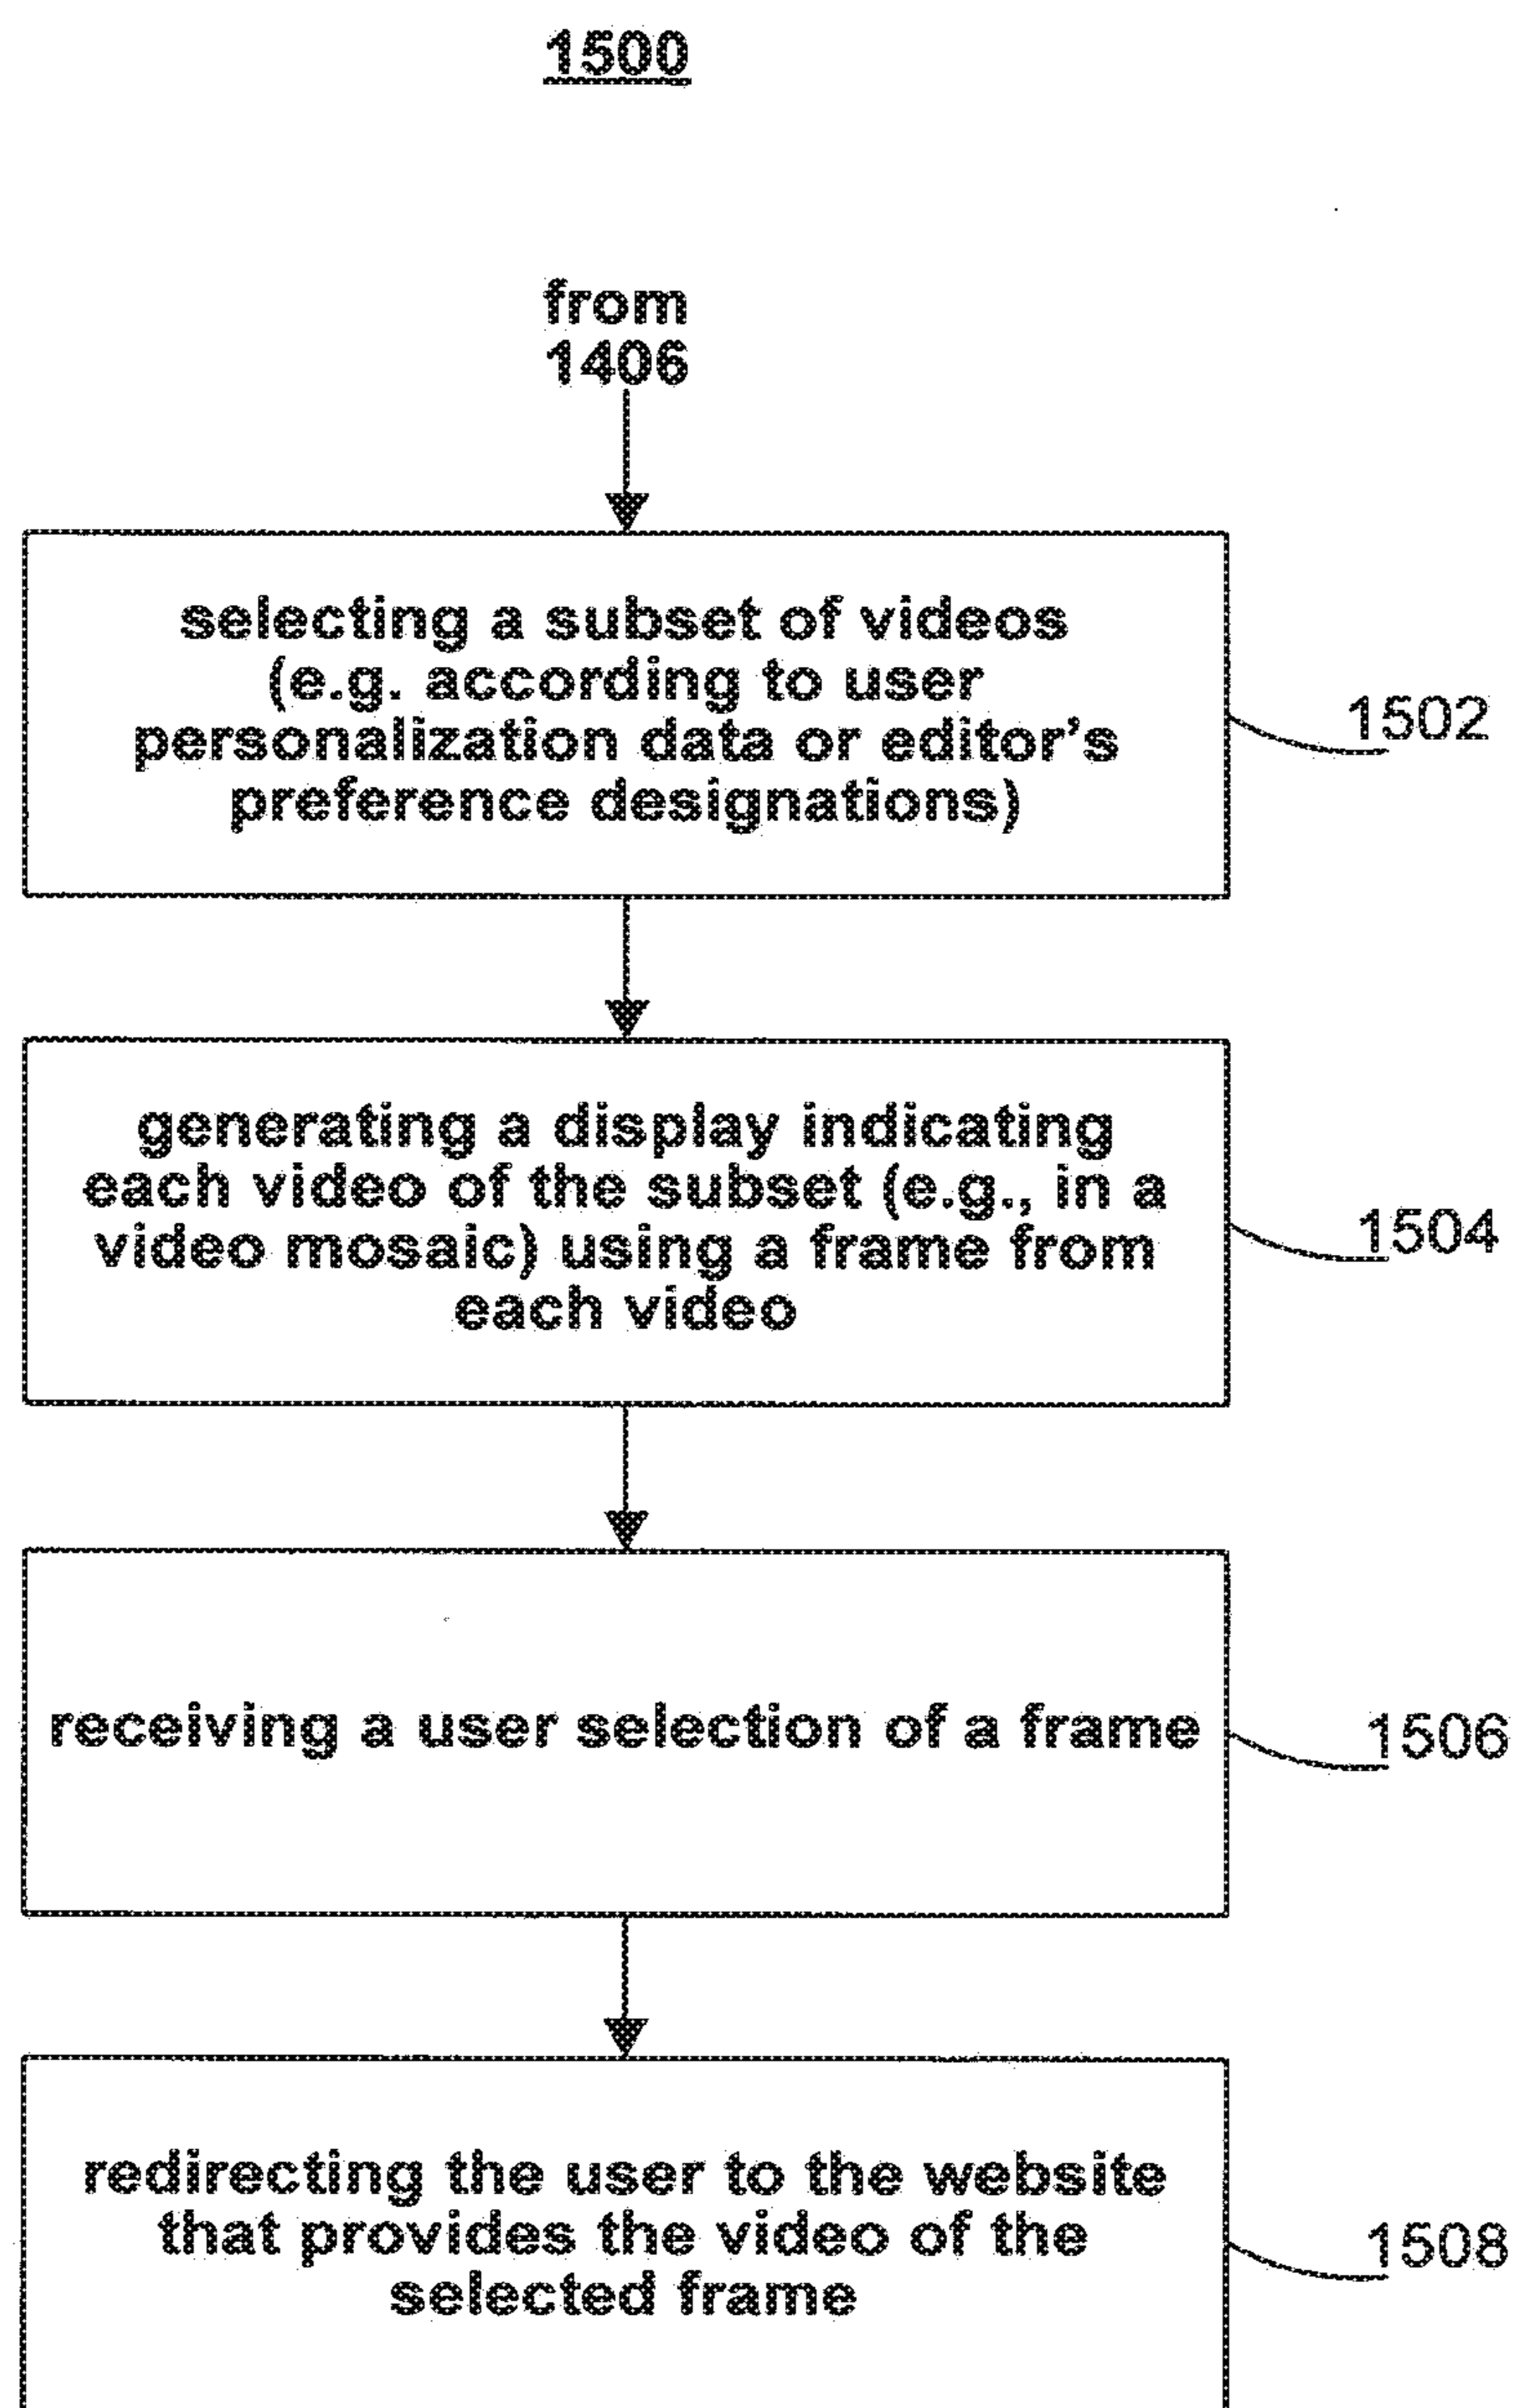 1500
from
1406
selecting a subset of videos
(e.g. according to user
personalization data or editor's
preference designations)
1502
generating a display indicating
each video of the subset (e.g., in a
video mosaic) using a frame from
each video
1504
receiving a user selection of a frame
1506
redirecting the user to the website
that provides the video of the
selected frame
1508